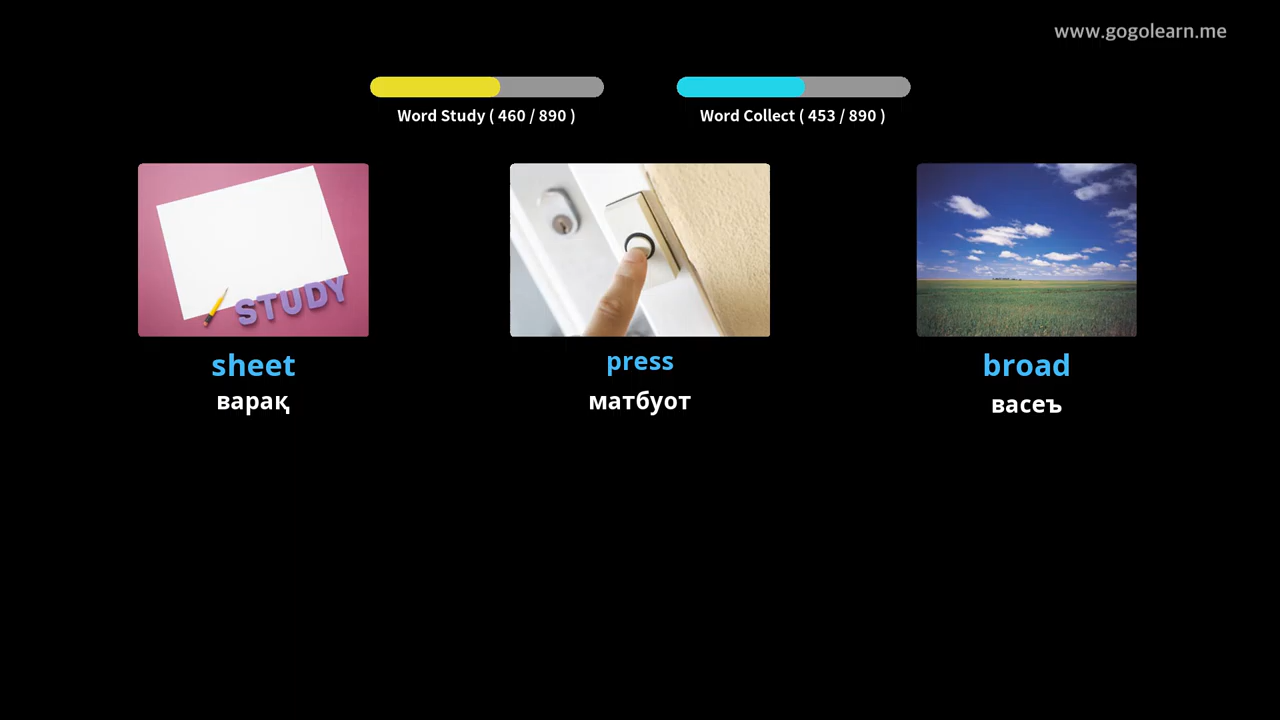 www.gogolearn.me
Word Study ( 460 / 890 )
Word Collect ( 453 / 890 )
STUDY
sheet
press
broad
варақ
матбуот
васеъ